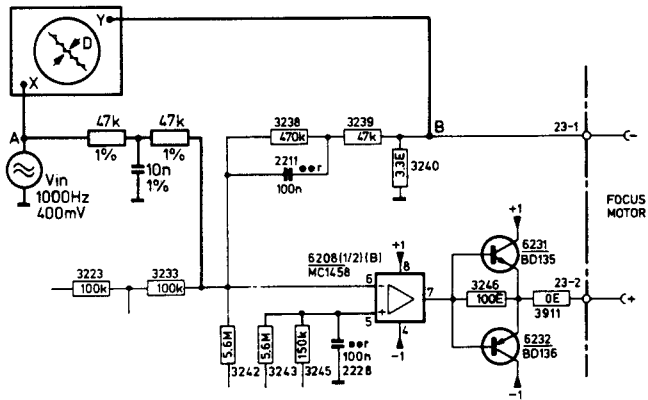 Y
D
X
A
47k
1%
47k
1%
10n
1%
Vin
1000Hz
400mV
3238
470k
3239
47k
B
23-1
2211
100n
r
3.3E
3240
FOCUS
MOTOR
3223
100k
3233
100k
6208(1/2)(B)
MC1458
+1
8
6
-
7
+
5
4
-1
+1
6231
BD135
3246
100E
23-2
0E
3911
6232
BD136
-1
5.6M
3242
5.6M
3243
150k
3245
r
100n
2228
(-
(+